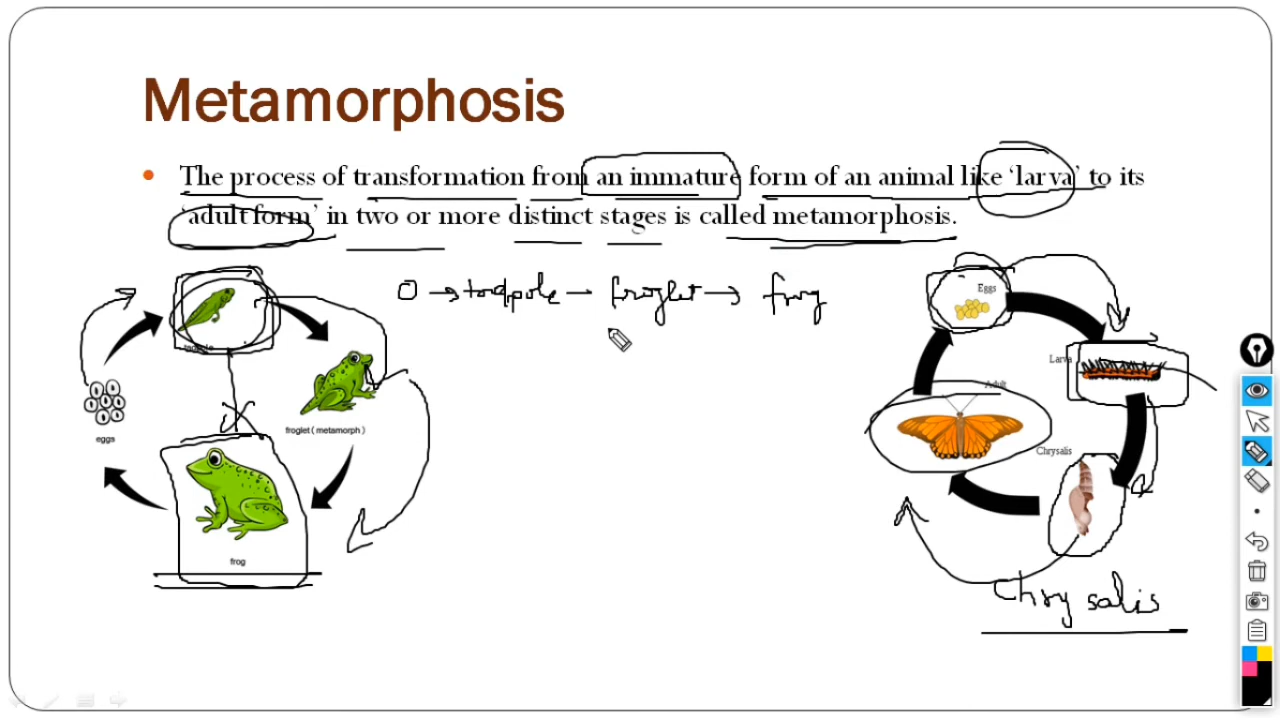 Metamorphosis
• The process of transformation from an immature form of an animal like ‘larva’ to its
‘adult form’ in two or more distinct stages is called metamorphosis.
O → todpole – froglet → frog
tadpole
eggs
froglet ( metamorph )
frog
Eggs
Larva
Adult
Chrysalis
Chrysalis